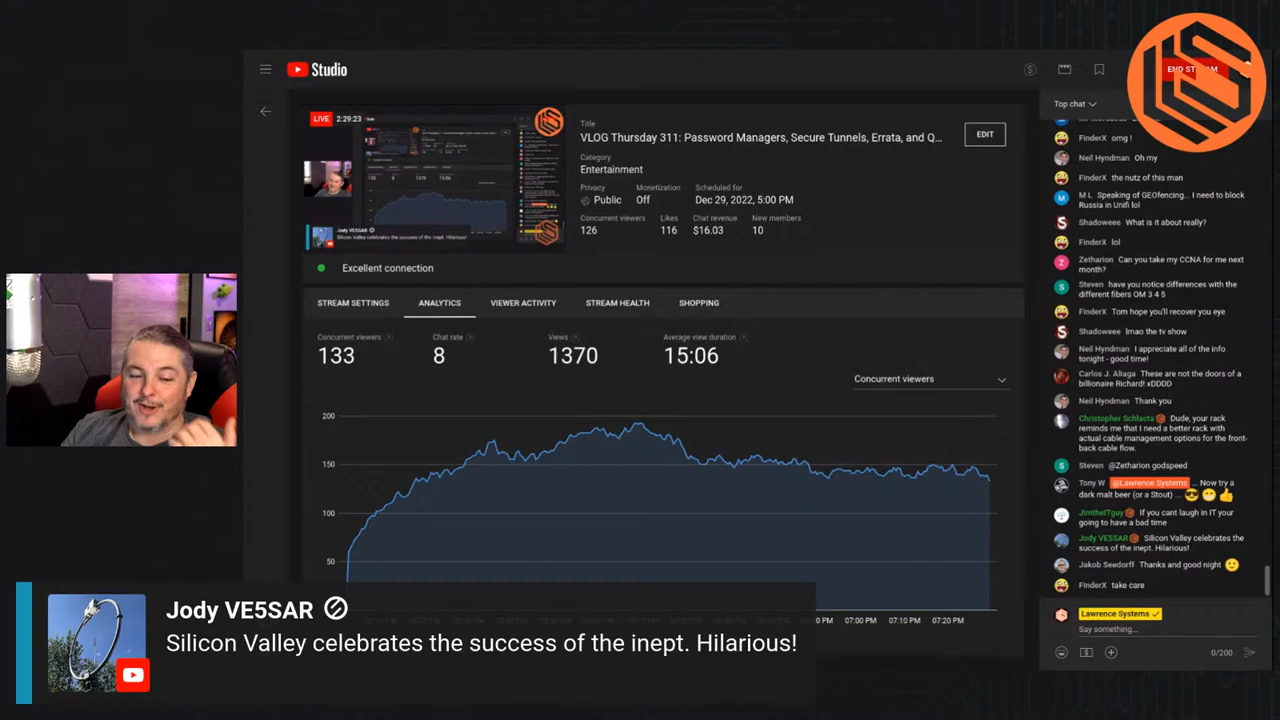 Studio
END STREAM
LIVE 2:29:23
Title
VLOG Thursday 311: Password Managers, Secure Tunnels, Errata, and Q...
EDIT
Category
Entertainment
Privacy Monetization Scheduled for
Public Off Dec 29, 2022, 5:00 PM
Concurrent viewers Likes Chat revenue New members
126 116 $16.03 10
Excellent connection
STREAM SETTINGS ANALYTICS VIEWER ACTIVITY STREAM HEALTH SHOPPING
Concurrent viewers Chat rate Views Average view duration
133 8 1370 15:06
Concurrent viewers
200
150
100
50
PM 07:00 PM 07:10 PM 07:20 PM
Top chat
FinderX omg !
Neil Hyndman Oh my
FinderX the nutz of this man
M L Speaking of GEOfencing... I need to block
Russia in Unifi lol
Shadoweee What is it about really?
FinderX lol
Zetharion Can you take my CCNA for me next
month?
Steven have you notice differences with the
different fibers OM 3 4 5
FinderX Tom hope you'll recover you eye
Shadoweee lmao the tv show
Neil Hyndman I appreciate all of the info
tonight - good time!
Carlos J. Aliaga These are not the doors of a
billionaire Richard! xDDDD
Neil Hyndman Thank you
Christopher Schlacta Dude, your rack
reminds me that I need a better rack with
actual cable management options for the front-
back cable flow.
Steven @Zetharion godspeed
Tony W @Lawrence Systems ... Now try a
dark malt beer (or a Stout) ...
JimtheITguy If you cant laugh in IT your
going to have a bad time
Jody VE5SAR Silicon Valley celebrates the
success of the inept. Hilarious!
Jakob Seedorff Thanks and good night
FinderX take care
Lawrence Systems
Say something...
0/200
Jody VE5SAR
Silicon Valley celebrates the success of the inept. Hilarious!